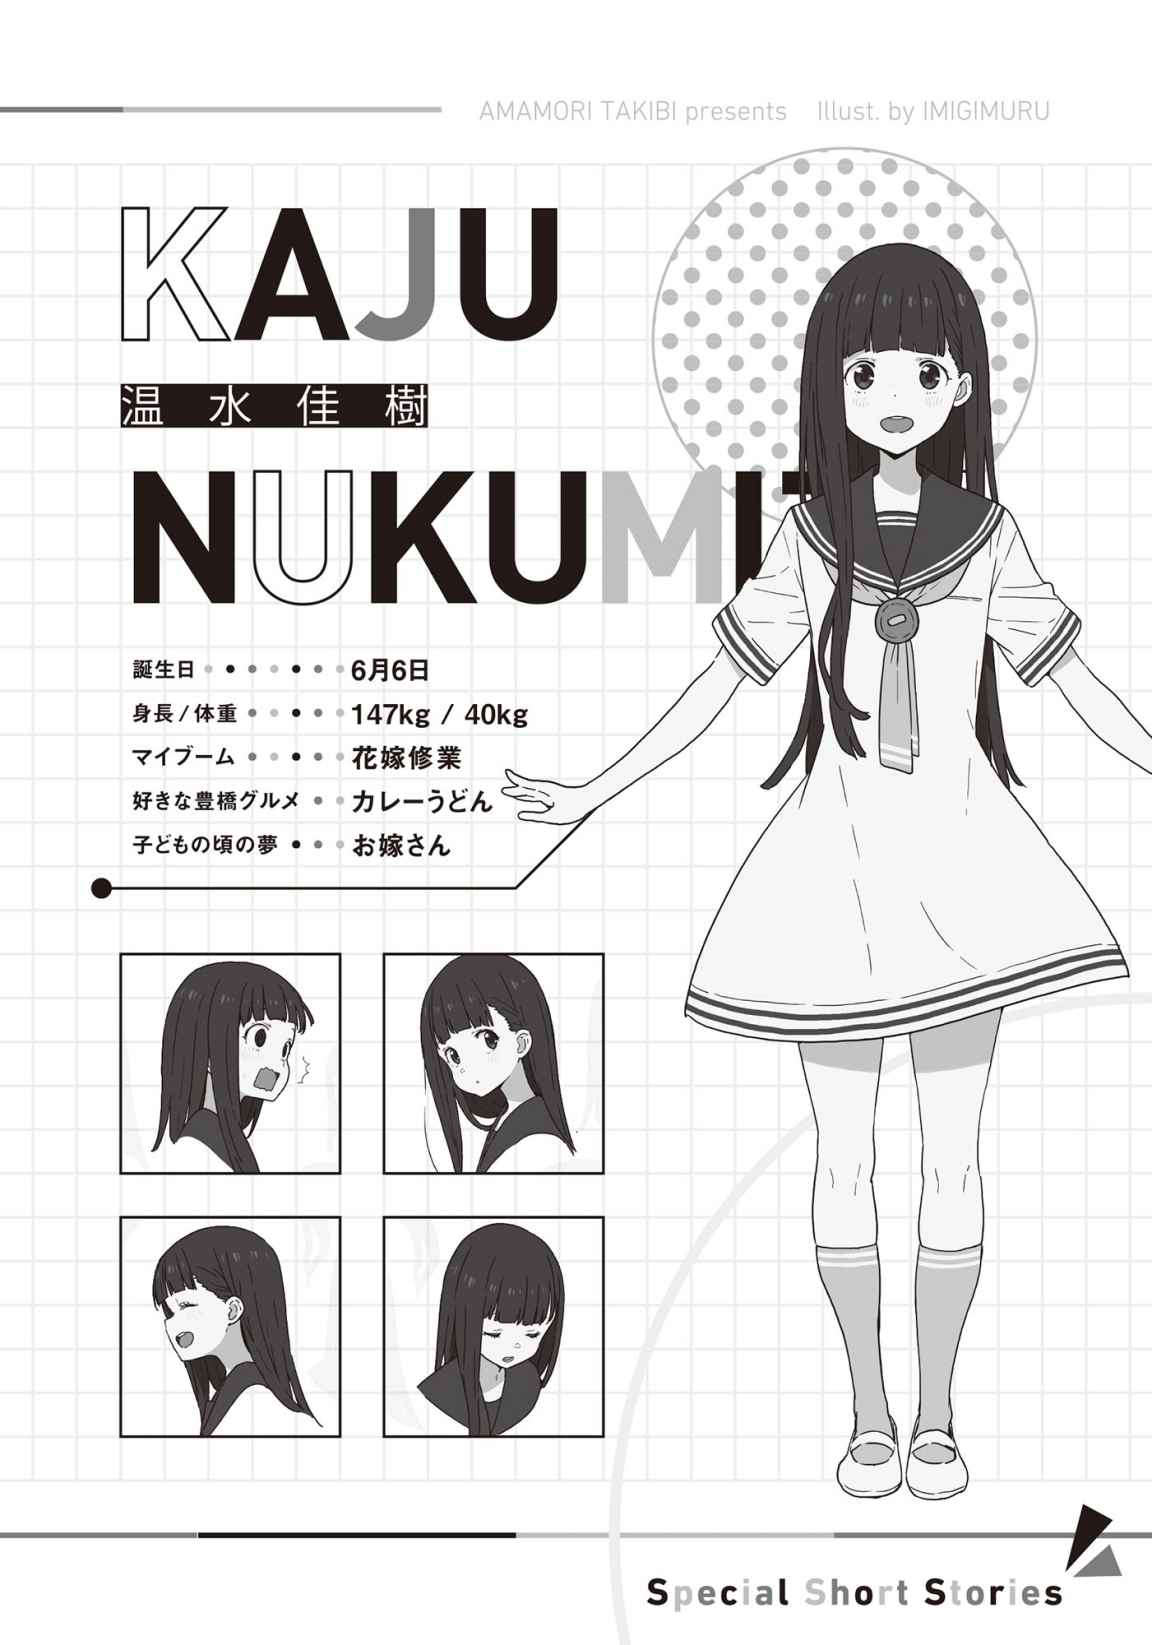 AMAMORI TAKIBI presents Illust. by IMIGIMURU
KAJU
温水佳樹
NUKUMI
誕生日 6月6日
身長/体重 147kg / 40kg
マイブーム 花嫁修業
好きな豊橋グルメ カレーうどん
子どもの頃の夢 お嫁さん
Special Short Stories